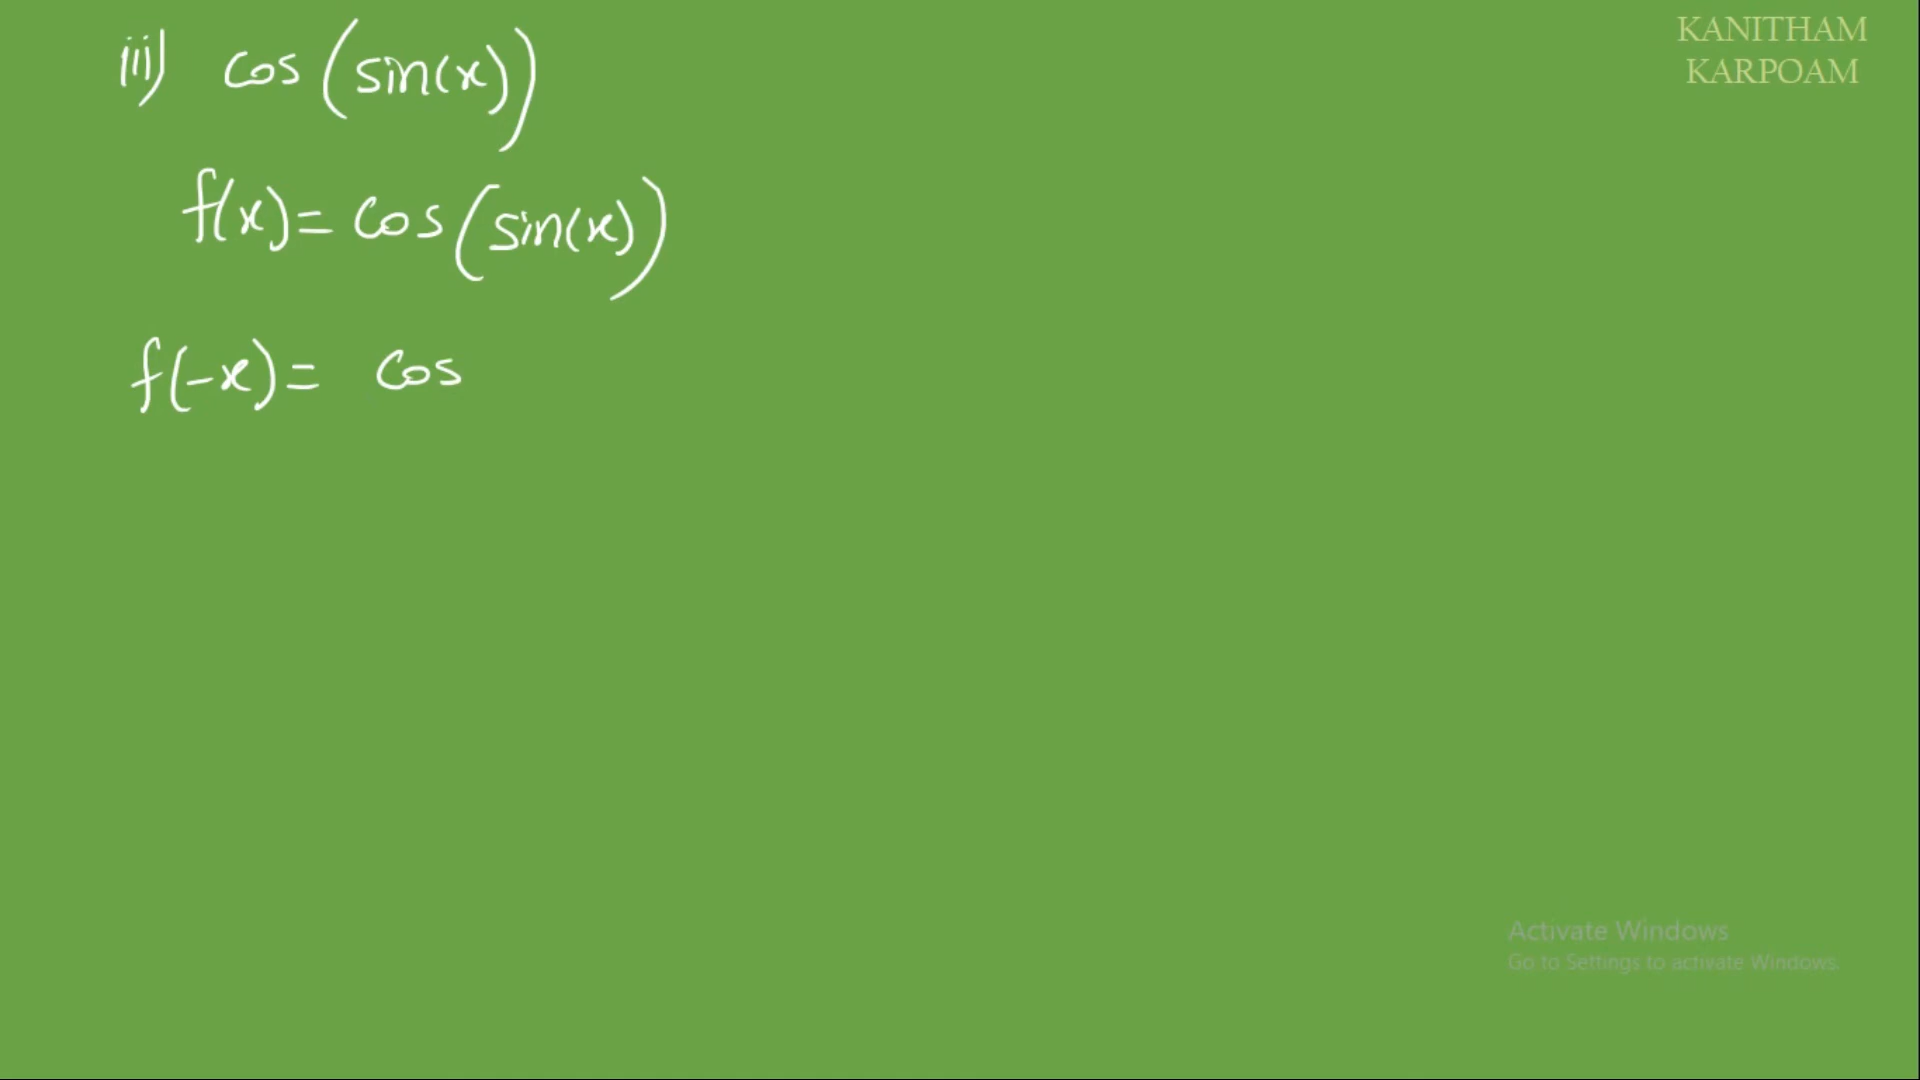 iii) cos(sin(x))
KANITHAM
KARPOAM
f(x)= cos(sin(x))
f(-x)= cos
Activate Windows
Go to Settings to activate Windows.